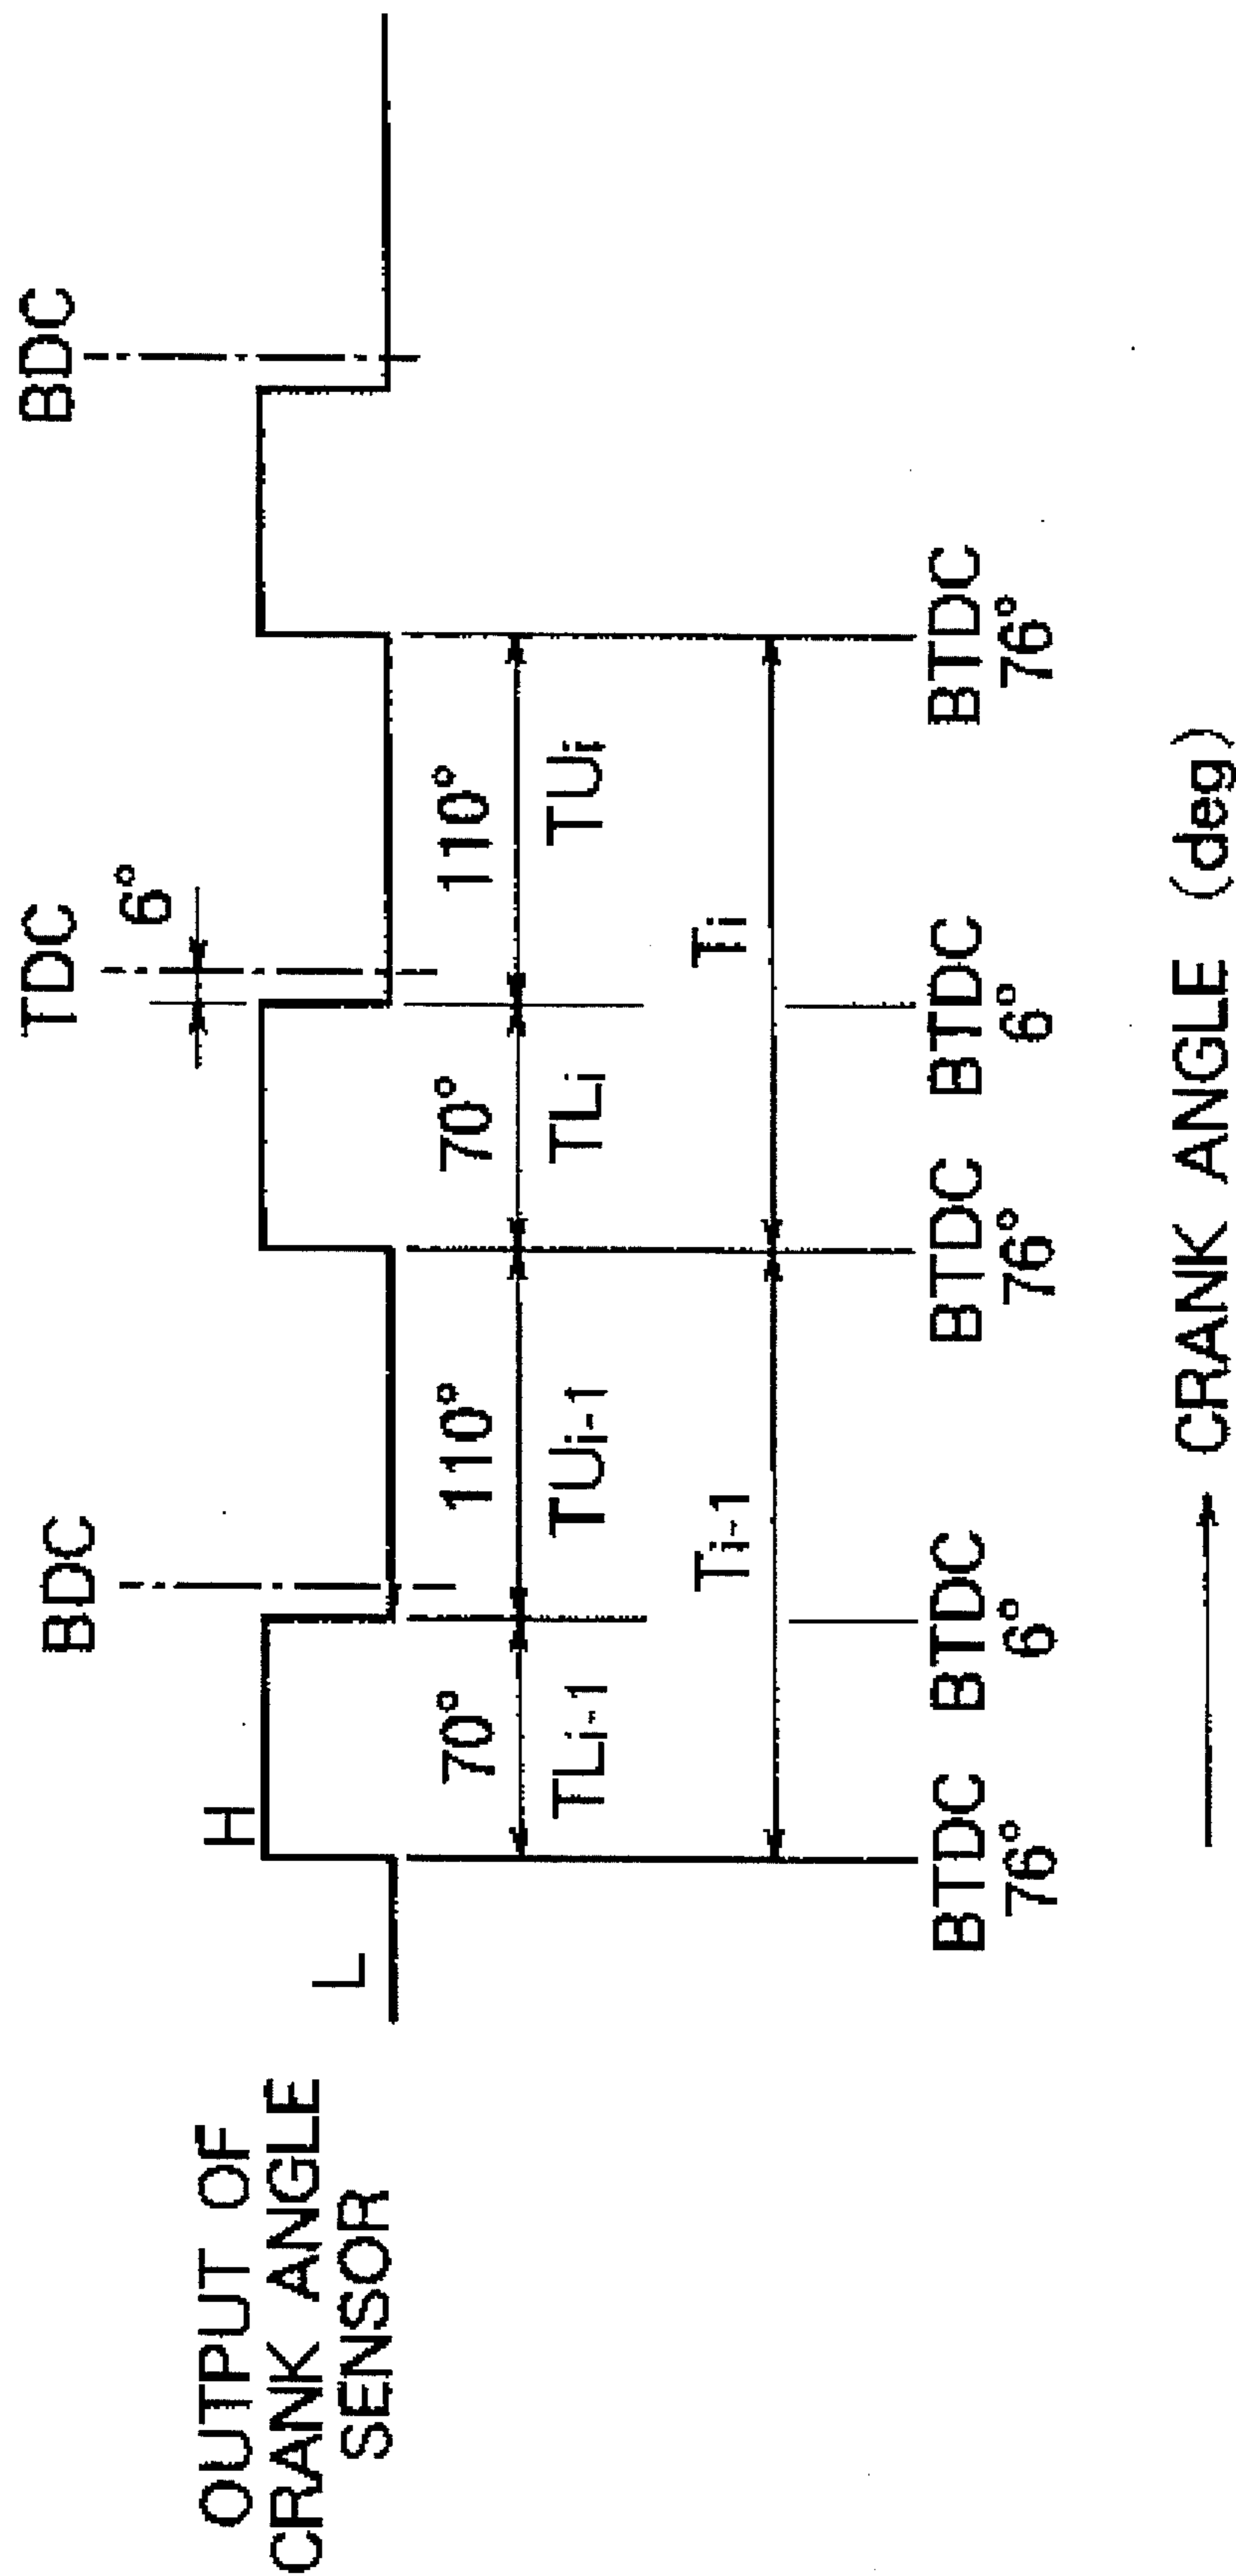 BDC
TDC
BDC
6°
OUTPUT OF
CRANK ANGLE
SENSOR
H
L
70°
110°
70°
110°
TLi-1
TUi-1
TLi
TUi
Ti-1
Ti
BTDC
76°
BTDC
6°
BTDC
76°
BTDC
6°
BTDC
76°
CRANK ANGLE (deg)